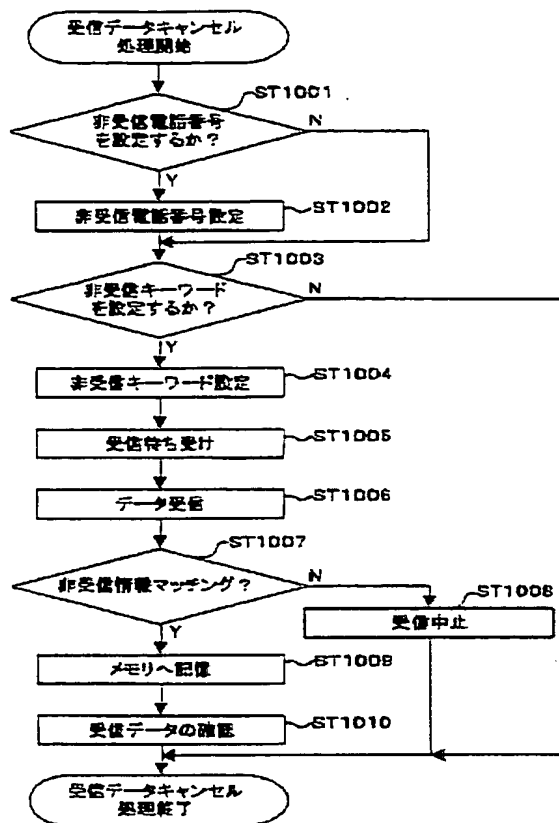 受信データキャンセル
処理開始
ST1001
非受信電話番号
を設定するか?
N
Y
ST1002
非受信電話番号設定
ST1003
非受信キーワード
を設定するか?
N
Y
ST1004
非受信キーワード設定
ST1005
受信待ち受け
ST1006
データ受信
ST1007
非受信情報マッチング?
N
Y
ST1008
受信中止
ST1009
メモリへ記憶
ST1010
受信データの確認
受信データキャンセル
処理終了